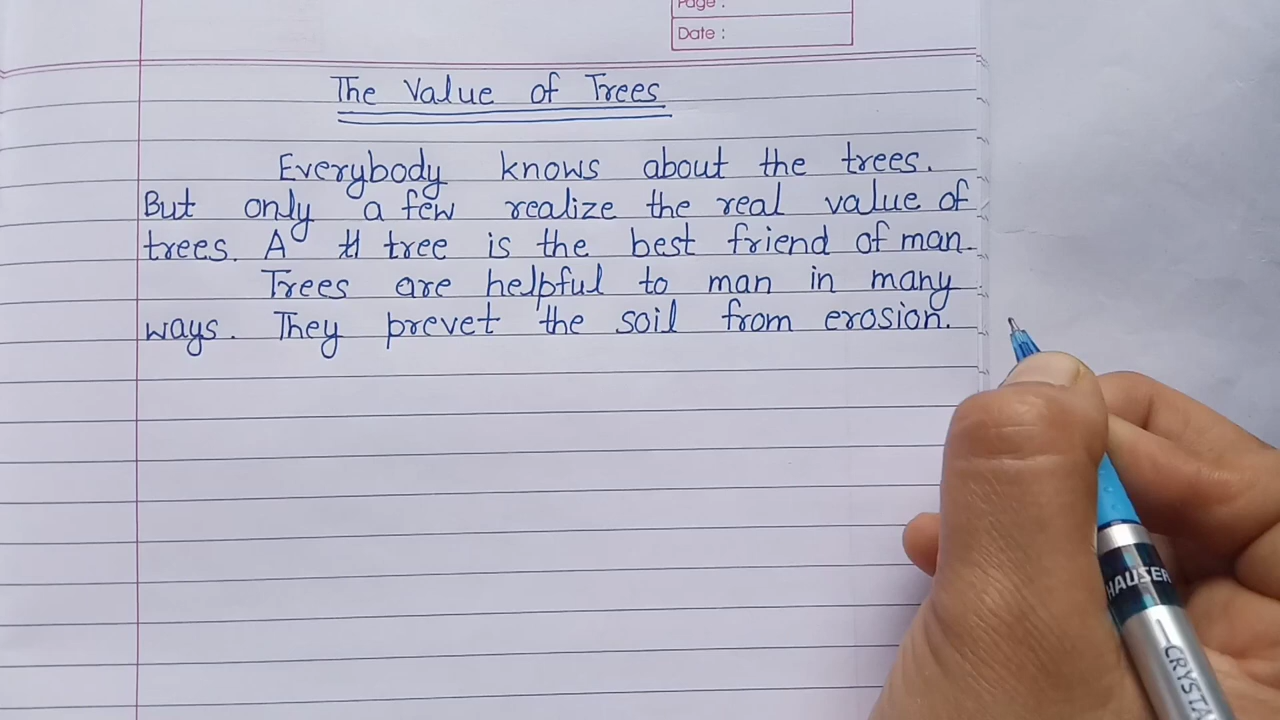 Page :
Date :
The Value of Trees
Everybody knows about the trees.
But only a few realize the real value of
trees. A tree is the best friend of man.
Trees are helpful to man in many
ways. They prevet the soil from erosion.
HAUSER
CRYSTA